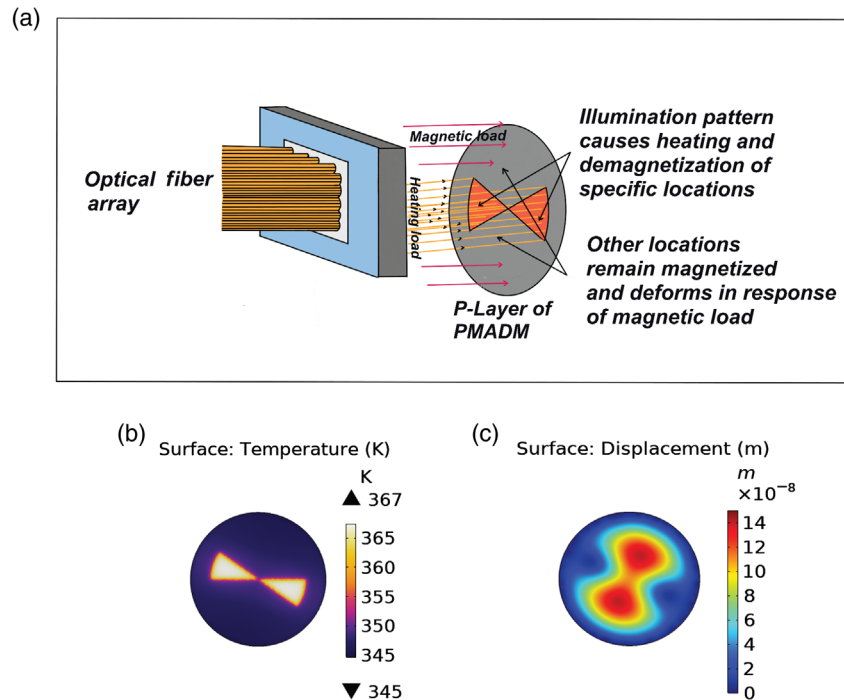 (a)
Optical fiber
array
Magnetic load
Heating load
Illumination pattern
causes heating and
demagnetization of
specific locations
Other locations
remain magnetized
and deforms in response
of magnetic load
P-Layer of
PMADM
(b)
Surface: Temperature (K)
K
367
365
360
355
350
345
345
(c)
Surface: Displacement (m)
m
×10⁻⁸
14
12
10
8
6
4
2
0